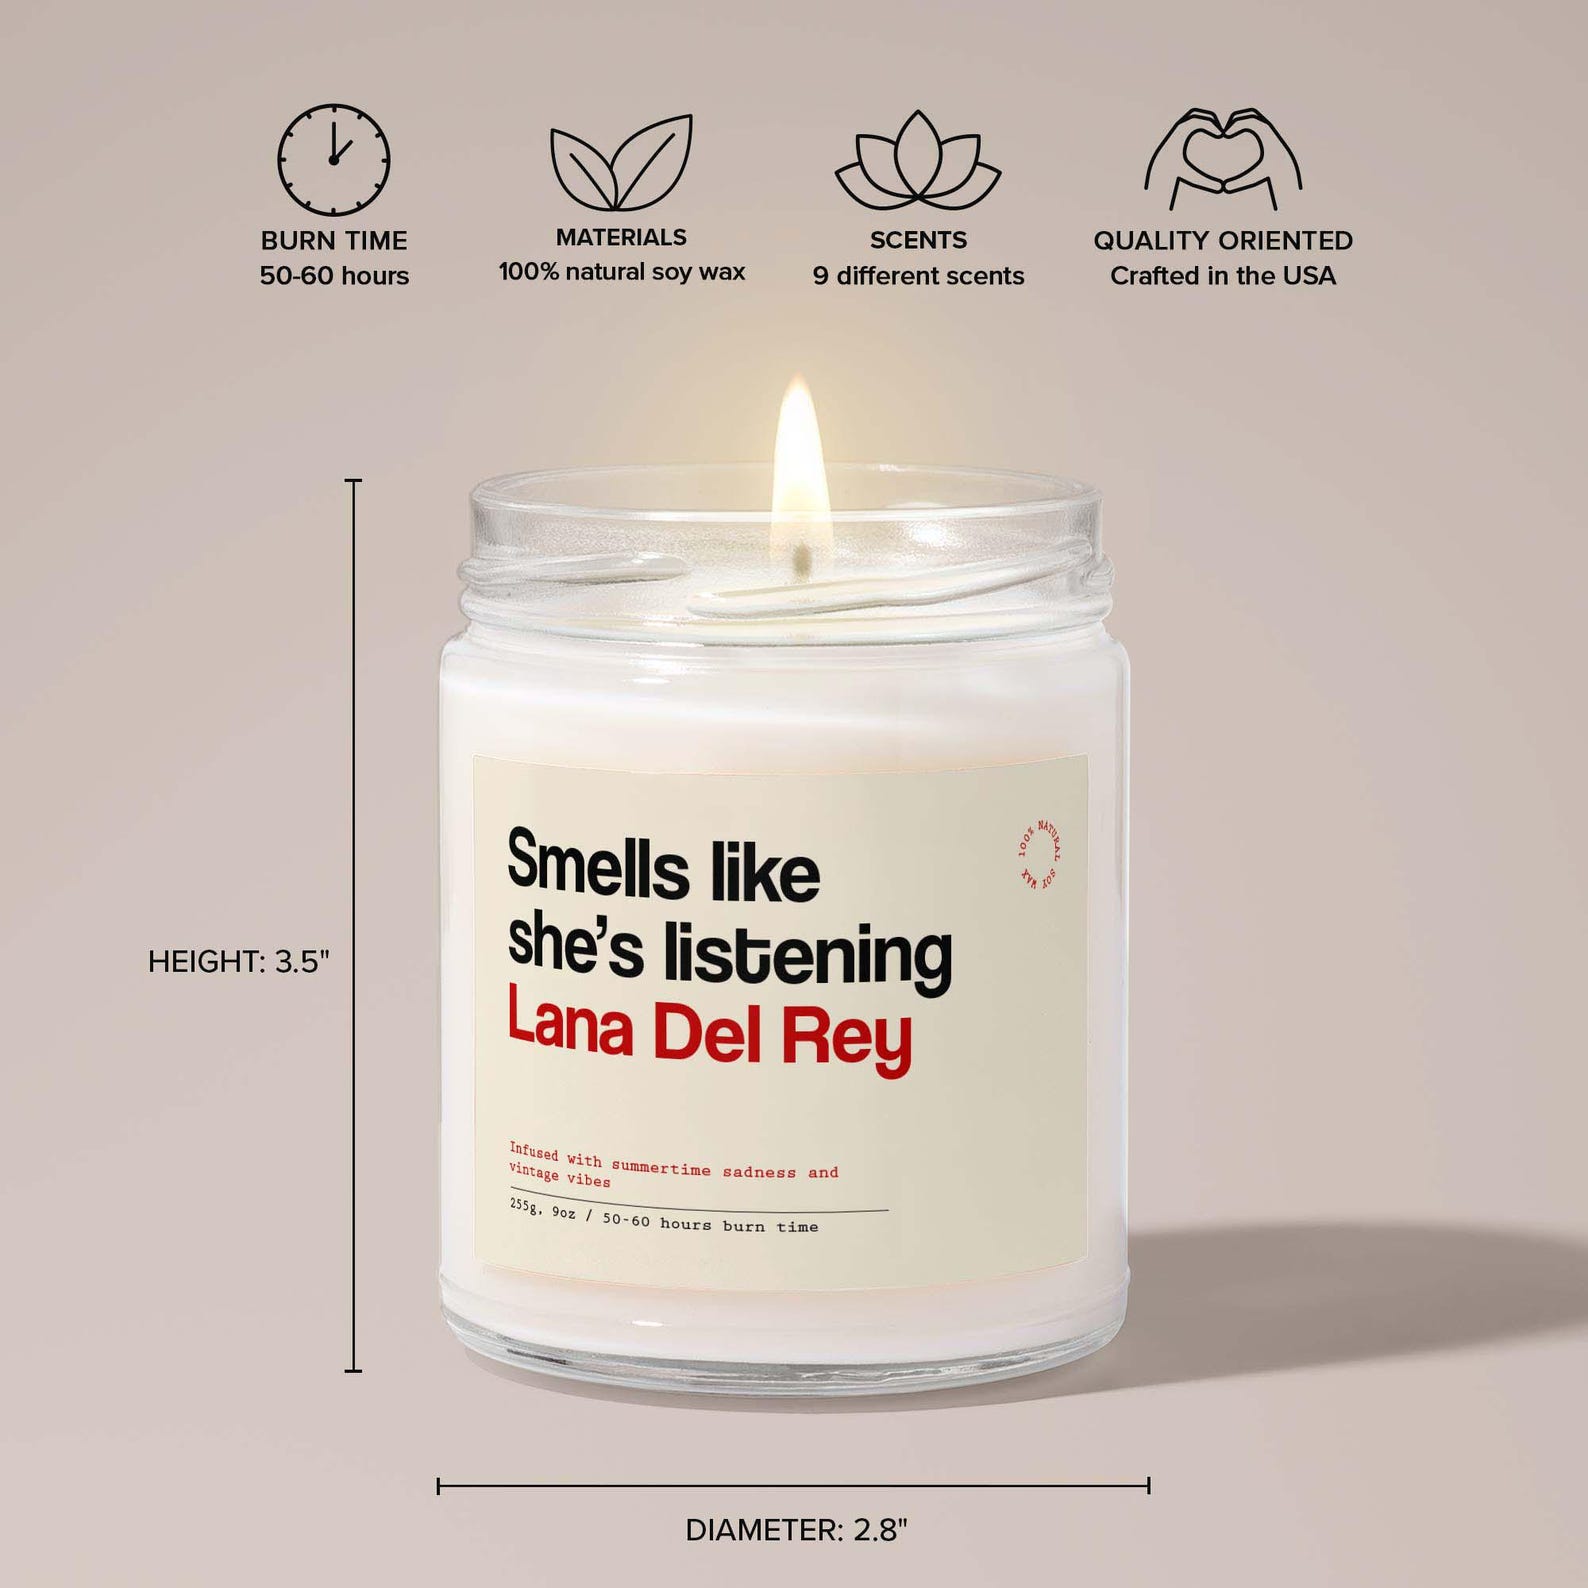 BURN TIME
50-60 hours
MATERIALS
100% natural soy wax
SCENTS
9 different scents
QUALITY ORIENTED
Crafted in the USA
HEIGHT: 3.5"
Smells like
she’s listening
Lana Del Rey
100% NATURAL SOY WAX
Infused with summertime sadness and
vintage vibes
255g, 9oz / 50-60 hours burn time
DIAMETER: 2.8"